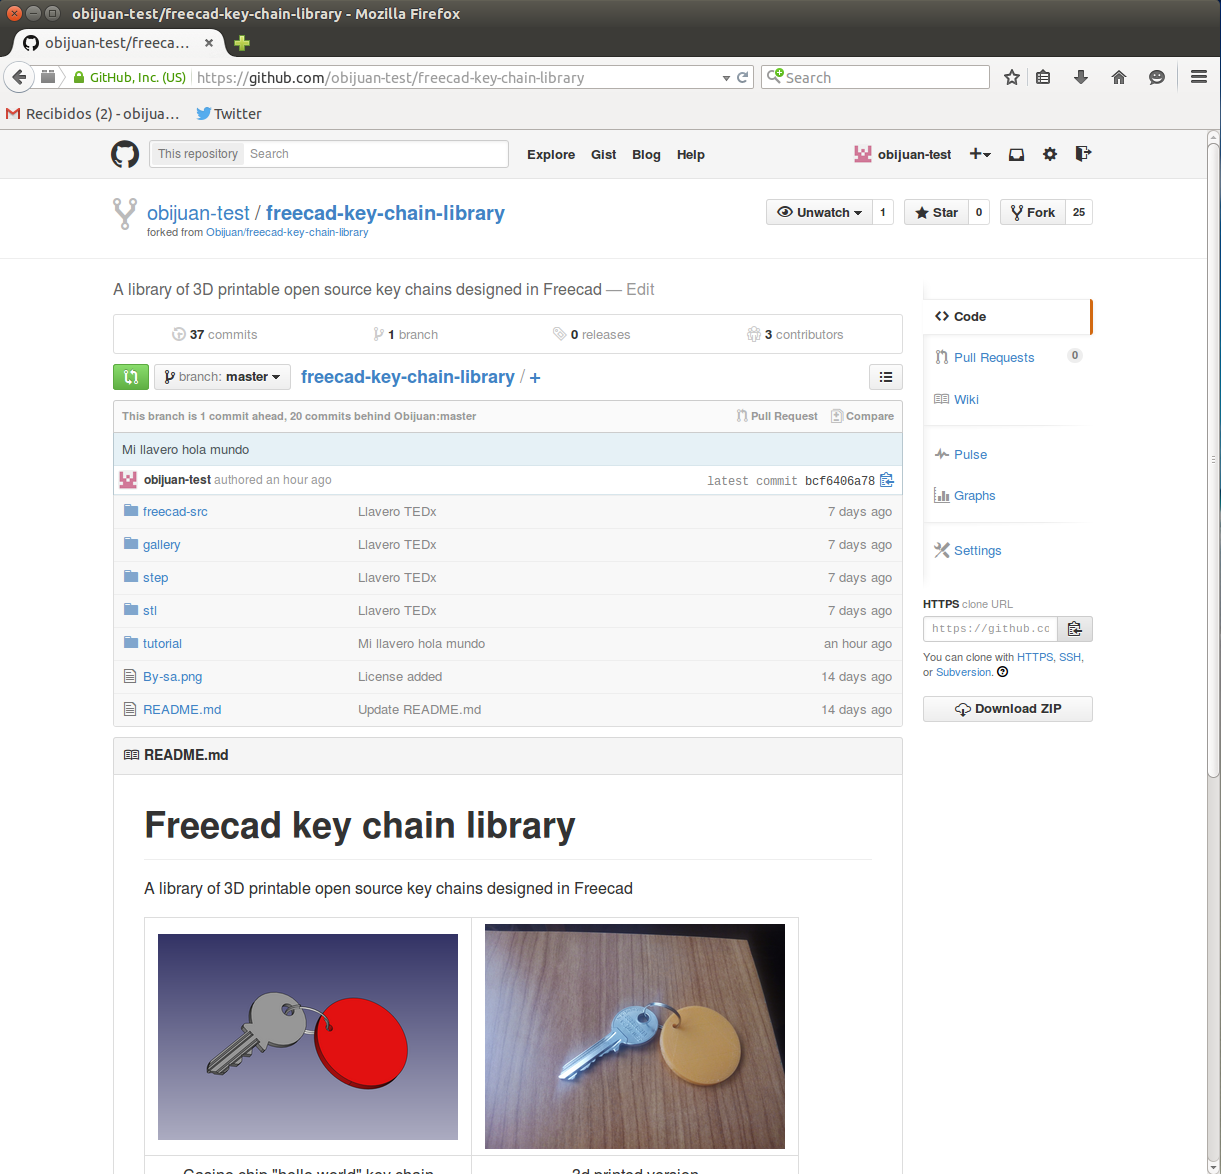 obijuan-test/freecad-key-chain-library - Mozilla Firefox
obijuan-test/freeca...
GitHub, Inc. (US) https://github.com/obijuan-test/freecad-key-chain-library Search
Recibidos (2) - obijua... Twitter
This repository Search Explore Gist Blog Help obijuan-test
obijuan-test / freecad-key-chain-library Unwatch 1 Star 0 Fork 25
forked from Obijuan/freecad-key-chain-library
A library of 3D printable open source key chains designed in Freecad — Edit
37 commits 1 branch 0 releases 3 contributors
branch: master freecad-key-chain-library / +
This branch is 1 commit ahead, 20 commits behind Obijuan:master Pull Request Compare
Mi llavero hola mundo
obijuan-test authored an hour ago latest commit bcf6406a78
freecad-src Llavero TEDx 7 days ago
gallery Llavero TEDx 7 days ago
step Llavero TEDx 7 days ago
stl Llavero TEDx 7 days ago
tutorial Mi llavero hola mundo an hour ago
By-sa.png License added 14 days ago
README.md Update README.md 14 days ago
Code
Pull Requests 0
Wiki
Pulse
Graphs
Settings
HTTPS clone URL
https://github.cc
You can clone with HTTPS, SSH,
or Subversion.
Download ZIP
README.md
Freecad key chain library
A library of 3D printable open source key chains designed in Freecad
Casino chip "hello world" key chain 3d printed version